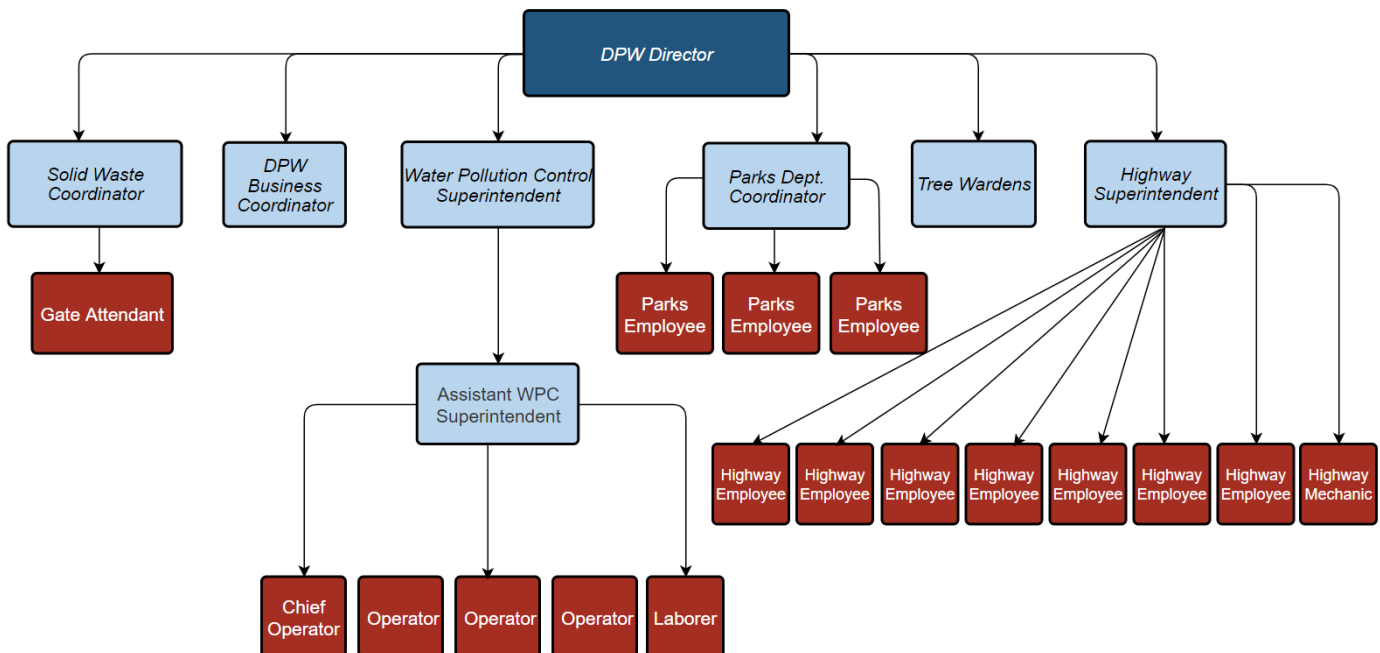 DPW Director
Solid Waste
Coordinator
DPW
Business
Coordinator
Water Pollution Control
Superintendent
Parks Dept.
Coordinator
Tree Wardens
Highway
Superintendent
Gate Attendant
Parks
Employee
Parks
Employee
Parks
Employee
Assistant WPC
Superintendent
Highway
Employee
Highway
Employee
Highway
Employee
Highway
Employee
Highway
Employee
Highway
Employee
Highway
Employee
Highway
Mechanic
Chief
Operator
Operator
Operator
Operator
Laborer